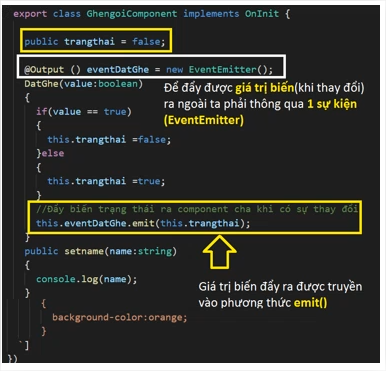 export class GhengoiComponent implements OnInit {
public trangthai = false;
@Output () eventDatGhe = new EventEmitter();
DatGhe(value:boolean)
{
if(value == true)
{
this.trangthai =false;
}else
{
this.trangthai =true;
}
//Đẩy biến trạng thái ra component cha khi có sự thay đổi
this.eventDatGhe.emit(this.trangthai);
}
public setname(name:string)
{
console.log(name);
}
{
background-color:orange;
}
`]
})
Để đẩy được giá trị biến(khi thay đổi)
ra ngoài ta phải thông qua 1 sự kiện
(EventEmitter)
Giá trị biến đẩy ra được truyền
vào phương thức emit()